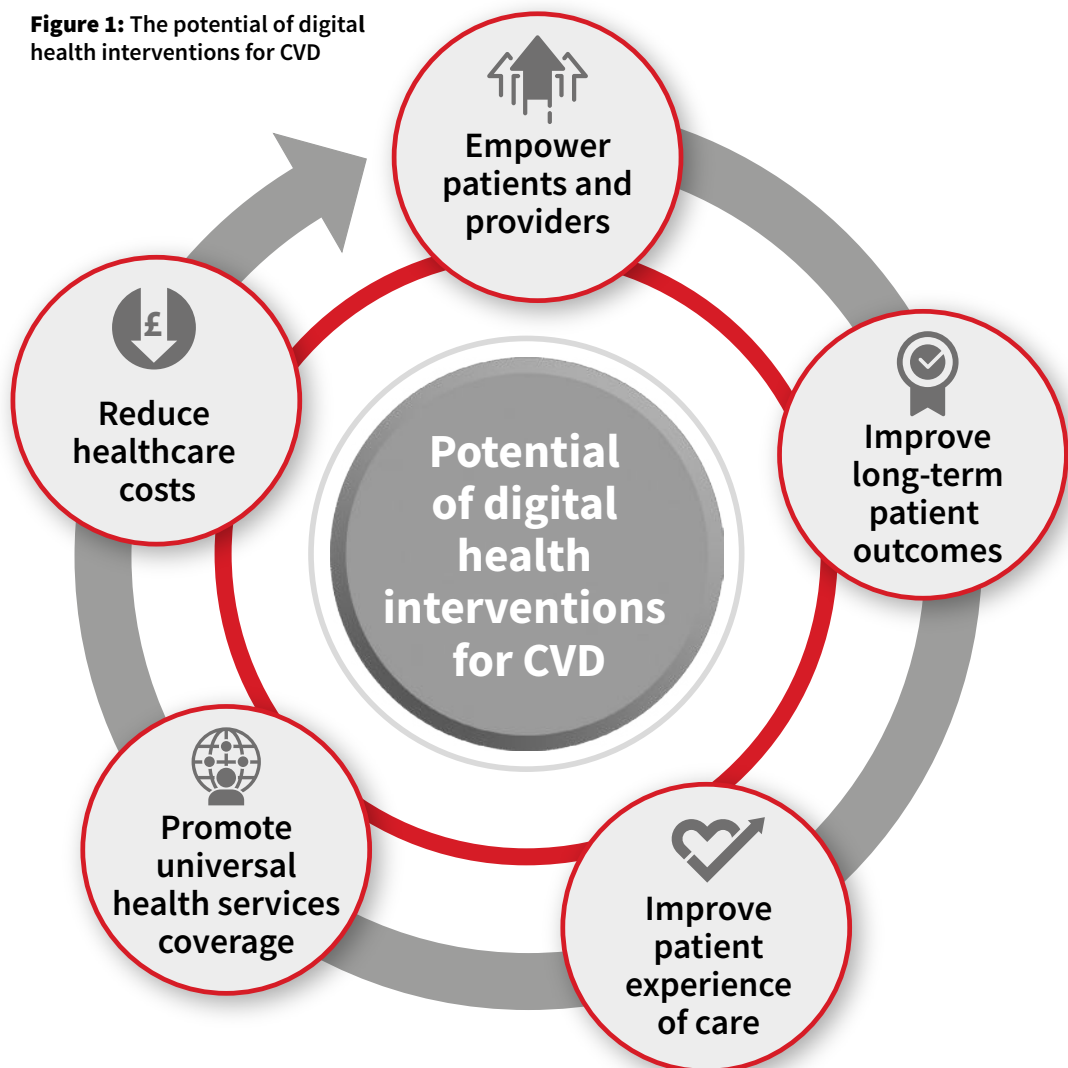 Figure 1: The potential of digital
health interventions for CVD
Empower
patients and
providers
Improve
long-term
patient
outcomes
Improve
patient
experience
of care
Promote
universal
health services
coverage
£
Reduce
healthcare
costs
Potential
of digital
health
interventions
for CVD